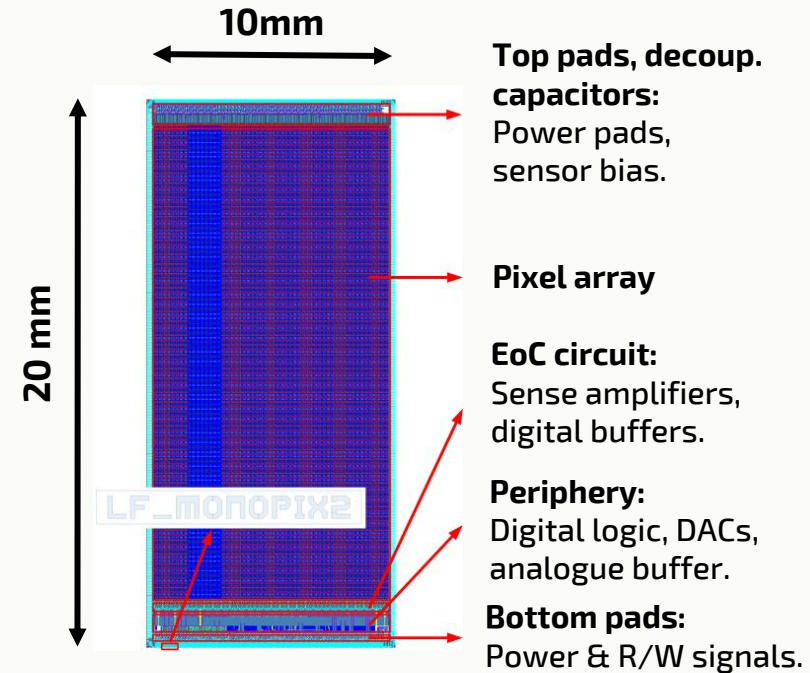 10mm
20 mm
Top pads, decoup.
capacitors:
Power pads,
sensor bias.
Pixel array
EoC circuit:
Sense amplifiers,
digital buffers.
LF_MONOPIX2
Periphery:
Digital logic, DACs,
analogue buffer.
Bottom pads:
Power & R/W signals.